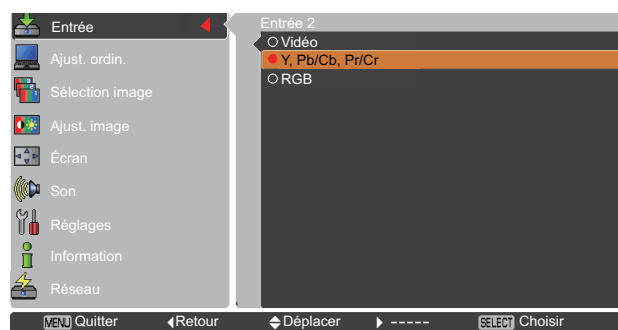 Entrée
Ajust. ordin.
Sélection image
Ajust. image
Écran
Son
Réglages
Information
Réseau
Entrée 2
Vidéo
Y, Pb/Cb, Pr/Cr
RGB
MENU Quitter Retour Déplacer ----- SELECT Choisir